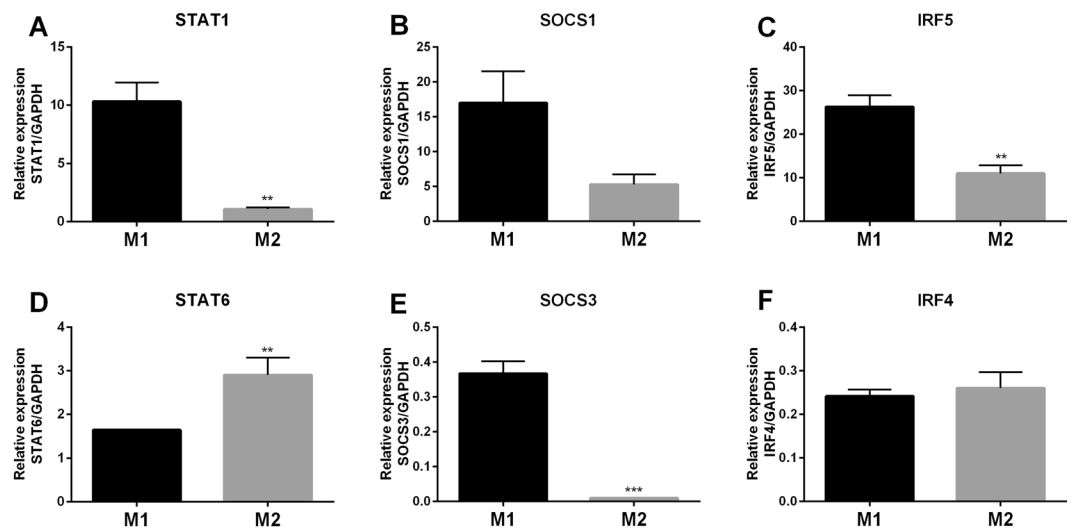 A
STAT1
Relative expression
STAT1/GAPDH
15
10
5
0
**
M1
M2
B
SOCS1
Relative expression
SOCS1/GAPDH
25
20
15
10
5
0
M1
M2
C
IRF5
Relative expression
IRF5/GAPDH
40
30
20
10
0
**
M1
M2
D
STAT6
Relative expression
STAT6/GAPDH
4
3
2
1
0
**
M1
M2
E
SOCS3
Relative expression
SOCS3/GAPDH
0.5
0.4
0.3
0.2
0.1
0.0
***
M1
M2
F
IRF4
Relative expression
IRF4/GAPDH
0.4
0.3
0.2
0.1
0.0
M1
M2